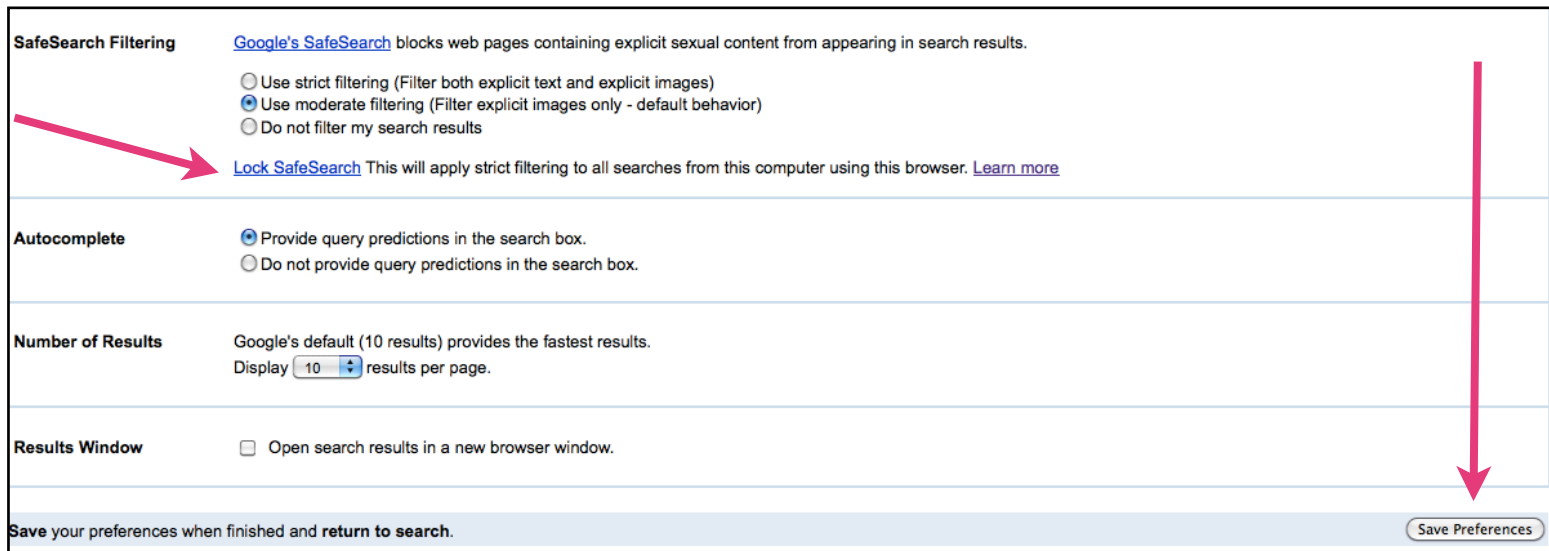 SafeSearch Filtering
Google's SafeSearch blocks web pages containing explicit sexual content from appearing in search results.
Use strict filtering (Filter both explicit text and explicit images)
Use moderate filtering (Filter explicit images only - default behavior)
Do not filter my search results
Lock SafeSearch This will apply strict filtering to all searches from this computer using this browser. Learn more
Autocomplete
Provide query predictions in the search box.
Do not provide query predictions in the search box.
Number of Results
Google's default (10 results) provides the fastest results.
Display 10 results per page.
Results Window
Open search results in a new browser window.
Save your preferences when finished and return to search.
Save Preferences